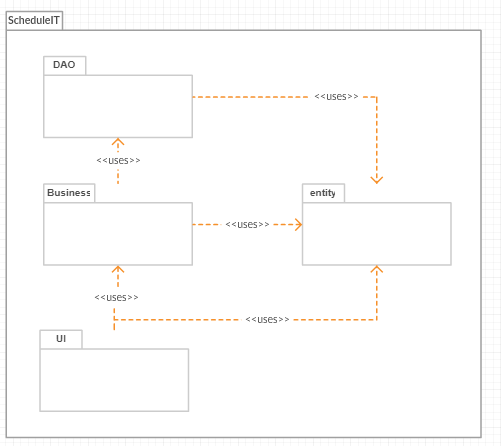 ScheduleIT
DAO
<<uses>>
<<uses>>
Business
entity
<<uses>>
<<uses>>
<<uses>>
UI